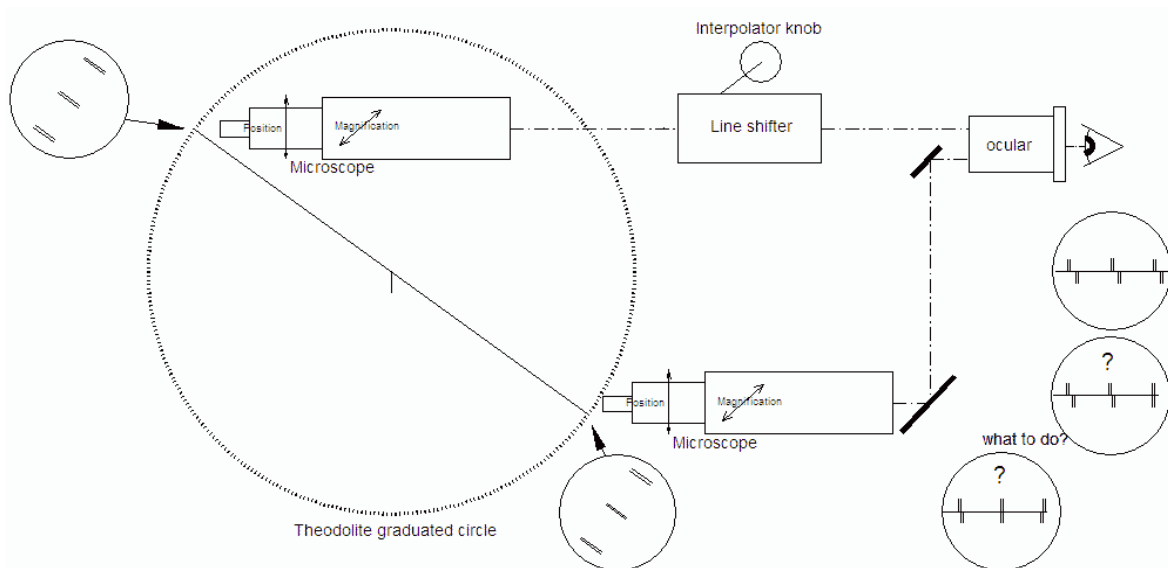 Interpolator knob
Position
Magnification
Microscope
Line shifter
ocular
?
Position
Magnification
Microscope
what to do?
?
Theodolite graduated circle